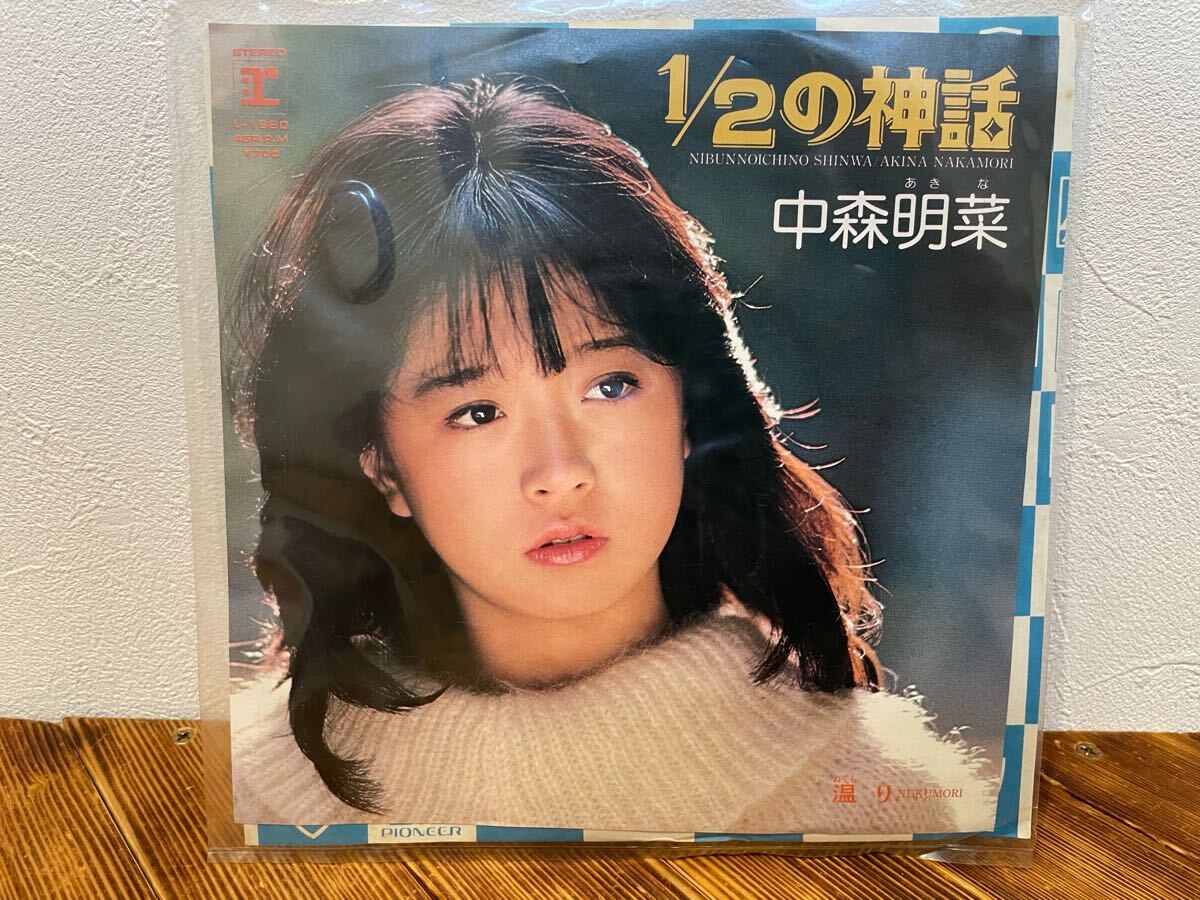 STEREO
r
L-1660
45R.P.M
¥700
1/2の神話
NIBUNNOICHINO SHINWA/AKINA NAKAMORI
あきな
中森明菜
ぬくも
温り NUKUMORI
PIONEER